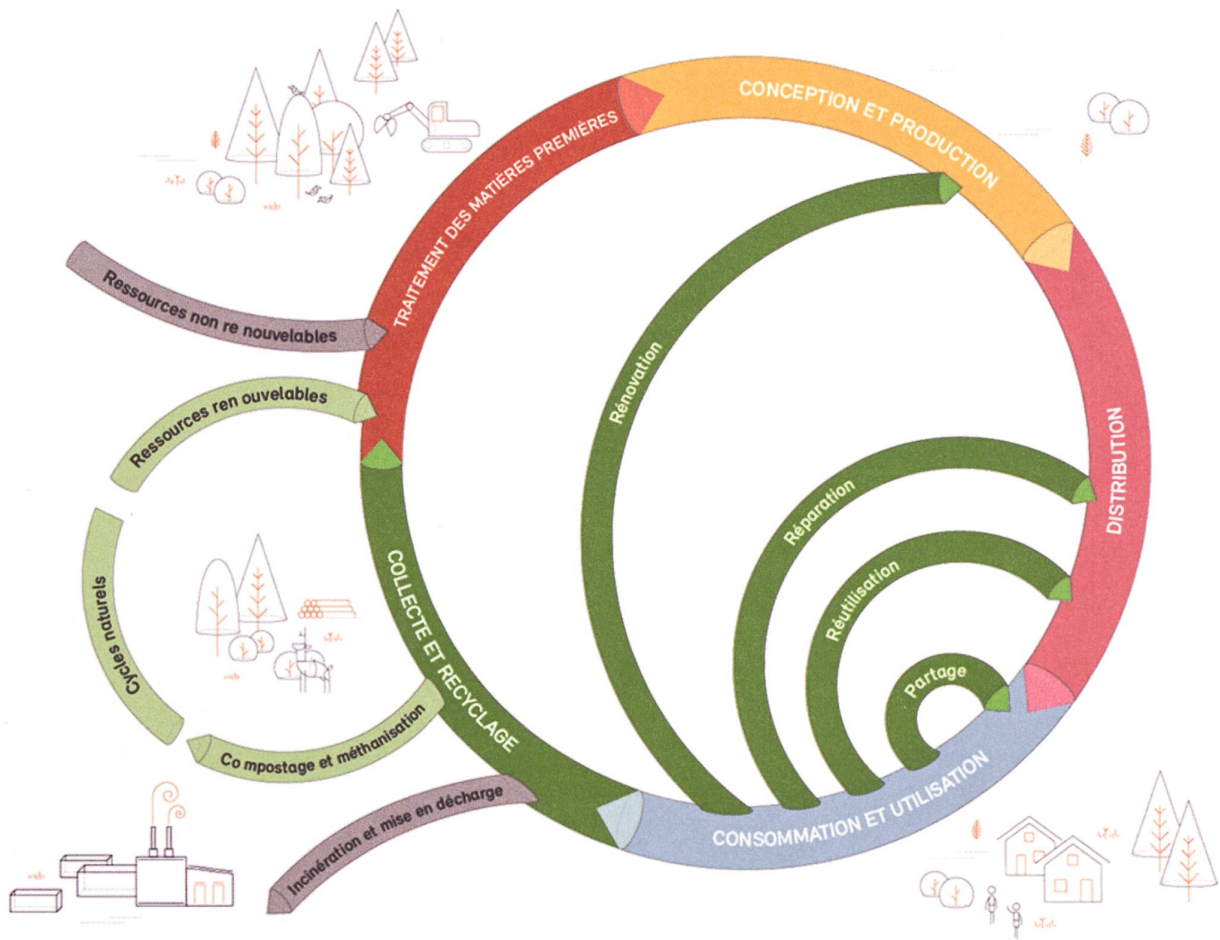 CONCEPTION ET PRODUCTION
TRAITEMENT DES MATIÈRES PREMIÈRES
Ressources non re nouvelables
Rénovation
Ressources ren ouvelables
DISTRIBUTION
Réparation
Réutilisation
COLLECTE ET RECYCLAGE
Cycles naturels
Partage
Co mpostage et méthanisation
CONSOMMATION ET UTILISATION
Incinération et mise en décharge